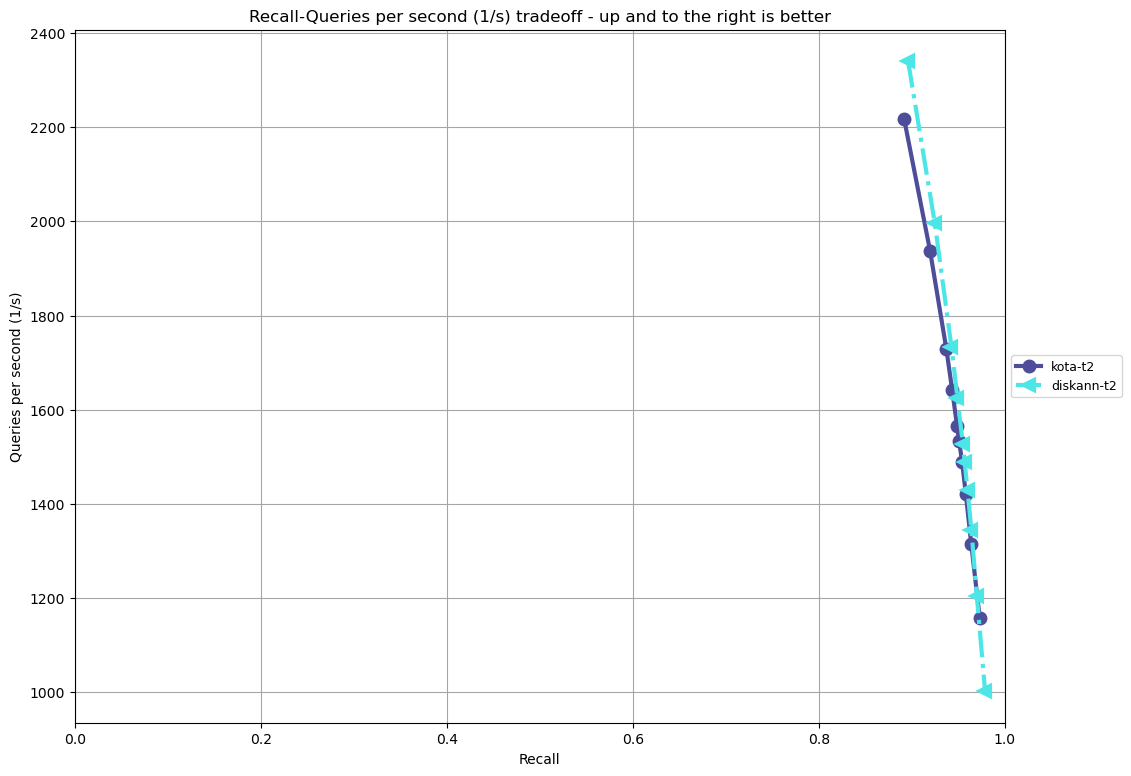 Recall-Queries per second (1/s) tradeoff - up and to the right is better
2400
2200
2000
1800
1600
1400
1200
1000
Queries per second (1/s)
0.0 0.2 0.4 0.6 0.8 1.0
Recall
kota-t2
diskann-t2